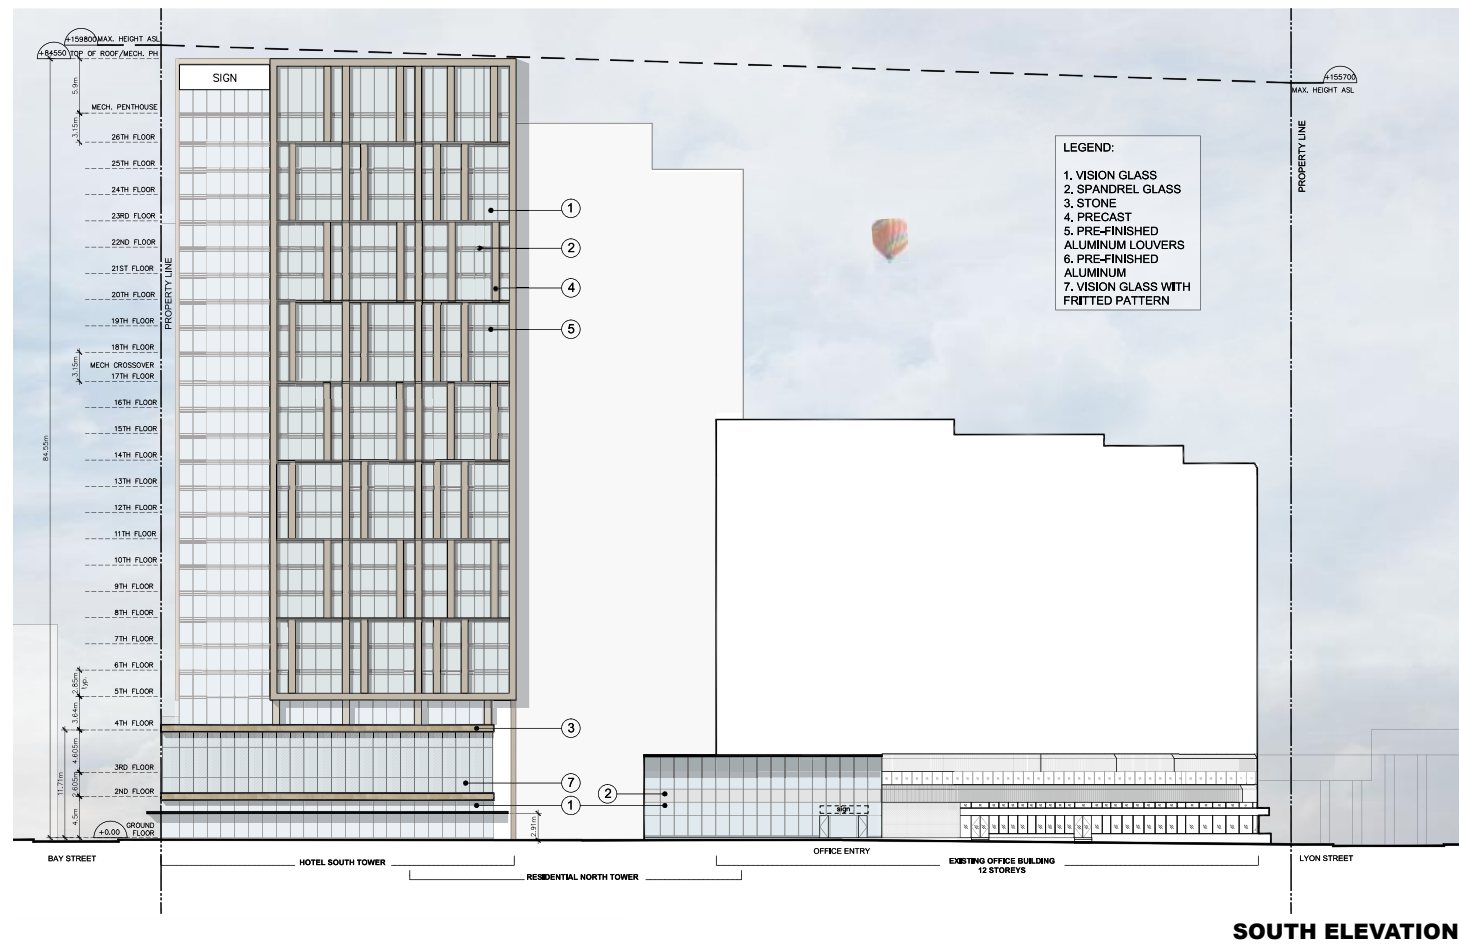 +159800 MAX. HEIGHT ASL
+84550 TOP OF ROOF/MECH. PH
SIGN
5.9m
MECH. PENTHOUSE
3.15m
26TH FLOOR
25TH FLOOR
24TH FLOOR
23RD FLOOR
22ND FLOOR
21ST FLOOR
20TH FLOOR
19TH FLOOR
18TH FLOOR
MECH CROSSOVER
3.15m
17TH FLOOR
16TH FLOOR
15TH FLOOR
14TH FLOOR
13TH FLOOR
12TH FLOOR
11TH FLOOR
10TH FLOOR
9TH FLOOR
8TH FLOOR
7TH FLOOR
6TH FLOOR
2.85m
typ.
5TH FLOOR
3.64m
4TH FLOOR
4.605m
3RD FLOOR
2.605m
2ND FLOOR
4.5m
+0.00
GROUND
FLOOR
84.55m
11.71m
PROPERTY LINE
1
2
4
5
3
7
1
2.91m
2
sign
+155700
MAX. HEIGHT ASL
PROPERTY LINE
LEGEND:
1. VISION GLASS
2. SPANDREL GLASS
3. STONE
4. PRECAST
5. PRE-FINISHED
ALUMINUM LOUVERS
6. PRE-FINISHED
ALUMINUM
7. VISION GLASS WITH
FRITTED PATTERN
BAY STREET
HOTEL SOUTH TOWER
RESIDENTIAL NORTH TOWER
OFFICE ENTRY
EXISTING OFFICE BUILDING
12 STOREYS
LYON STREET
SOUTH ELEVATION